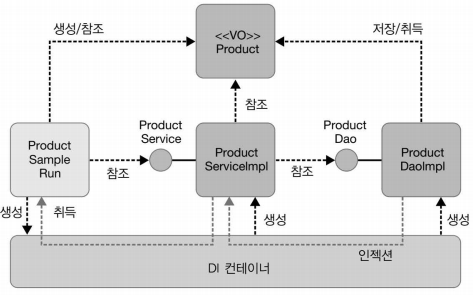 생성/참조
<<VO>>
Product
저장/취득
참조
Product
Service
Product
Dao
Product
Sample
Run
참조
Product
ServiceImpl
참조
Product
DaoImpl
생성
취득
생성
인젝션
생성
DI 컨테이너